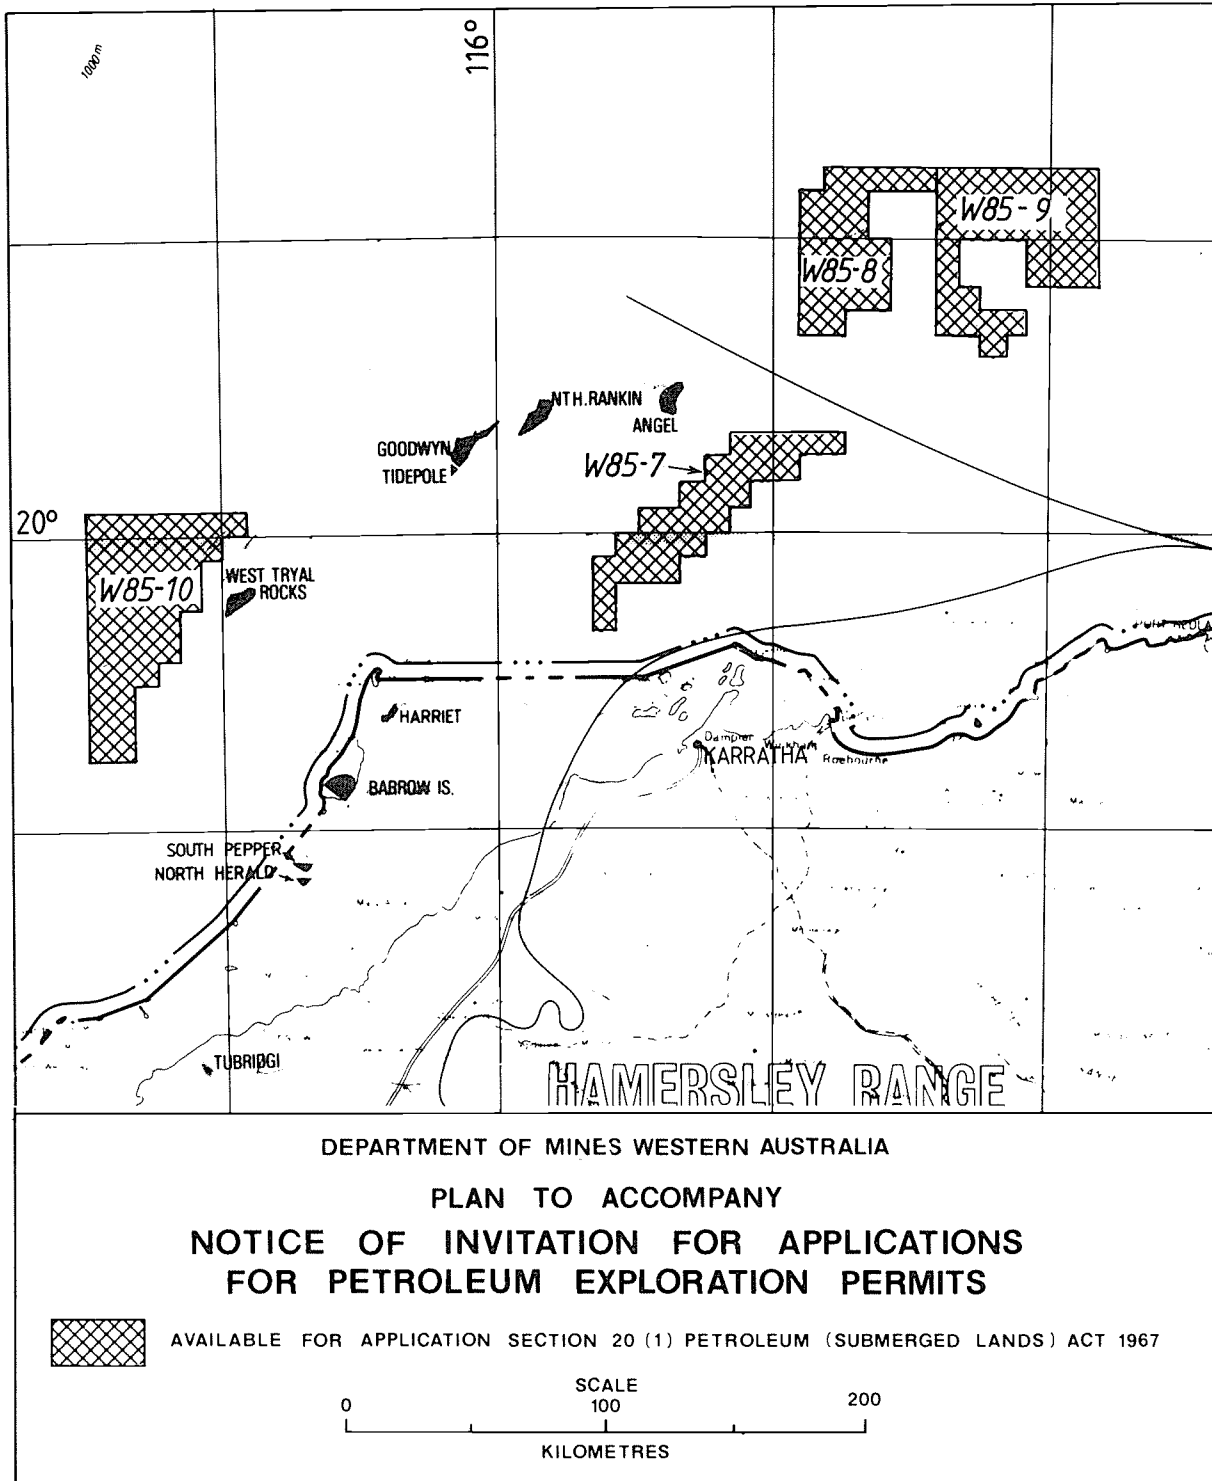 1000m
116°
W85-9
W85-8
NTH. RANKIN
ANGEL
GOODWYN
TIDEPOLE
W85-7
20°
WEST TRYAL
ROCKS
W85-10
HARRIET
Dampier
KARRATHA
Roebourne
BARROW IS.
SOUTH PEPPER
NORTH HERALD
TUBRIDGI
HAMERSLEY RANGE
DEPARTMENT OF MINES WESTERN AUSTRALIA
PLAN TO ACCOMPANY
NOTICE OF INVITATION FOR APPLICATIONS
FOR PETROLEUM EXPLORATION PERMITS
AVAILABLE FOR APPLICATION SECTION 20 (1) PETROLEUM (SUBMERGED LANDS) ACT 1967
SCALE
0 100 200
KILOMETRES